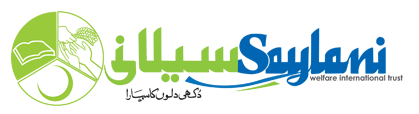 سیلانی Saylani
welfare international trust
دُکھی دلوں کا سہارا